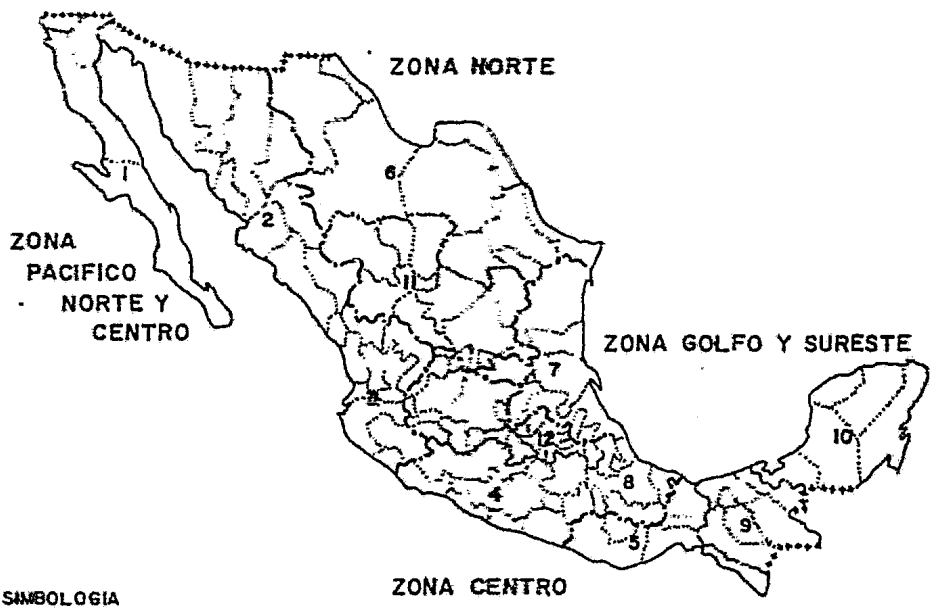 ZONA NORTE
6
1
2
ZONA
PACIFICO
NORTE Y
CENTRO
11
ZONA GOLFO Y SURESTE
7
3
12
10
8
4
9
5
ZONA CENTRO
SIMBOLOGIA